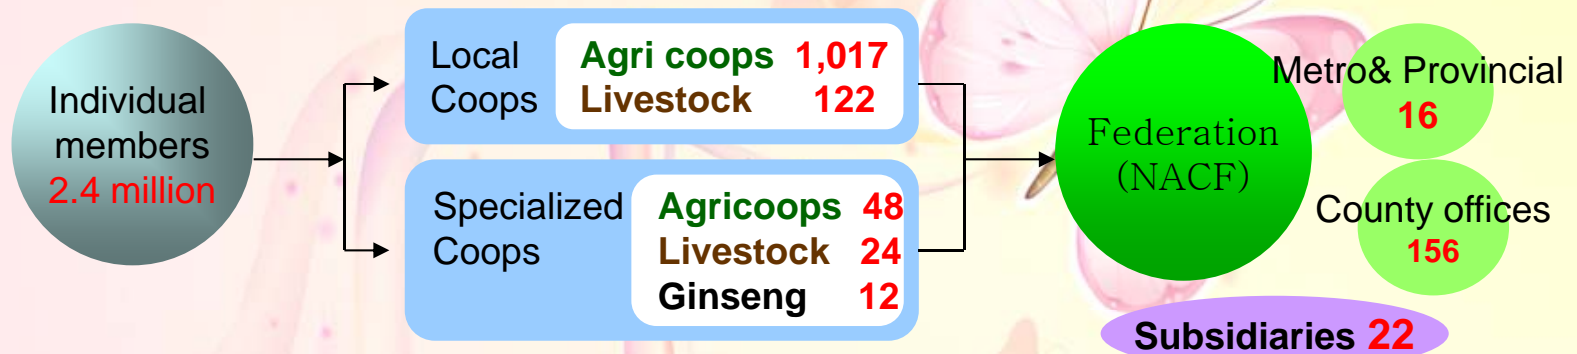 Individual
members
2.4 million
Local
Coops
Agri coops 1,017
Livestock 122
Specialized
Coops
Agricoops 48
Livestock 24
Ginseng 12
Federation
(NACF)
Metro& Provincial
16
County offices
156
Subsidiaries 22